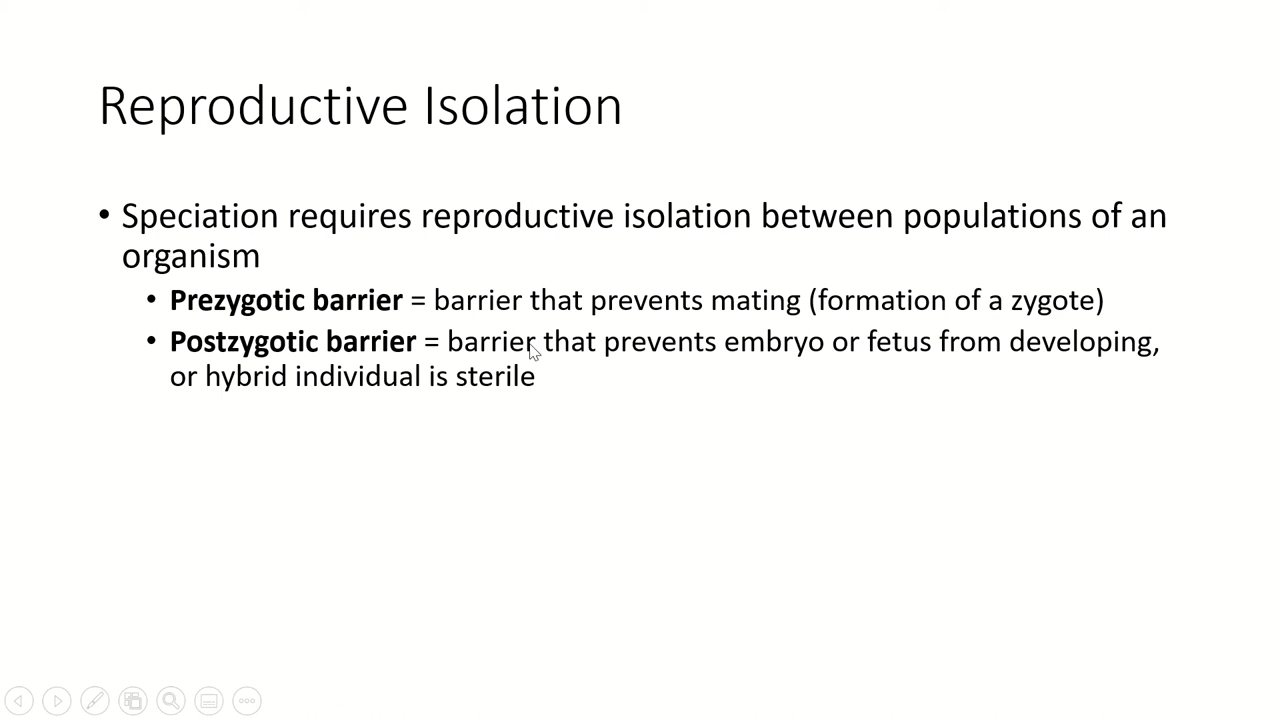 Reproductive Isolation
• Speciation requires reproductive isolation between populations of an
organism
• Prezygotic barrier = barrier that prevents mating (formation of a zygote)
• Postzygotic barrier = barrier that prevents embryo or fetus from developing,
or hybrid individual is sterile